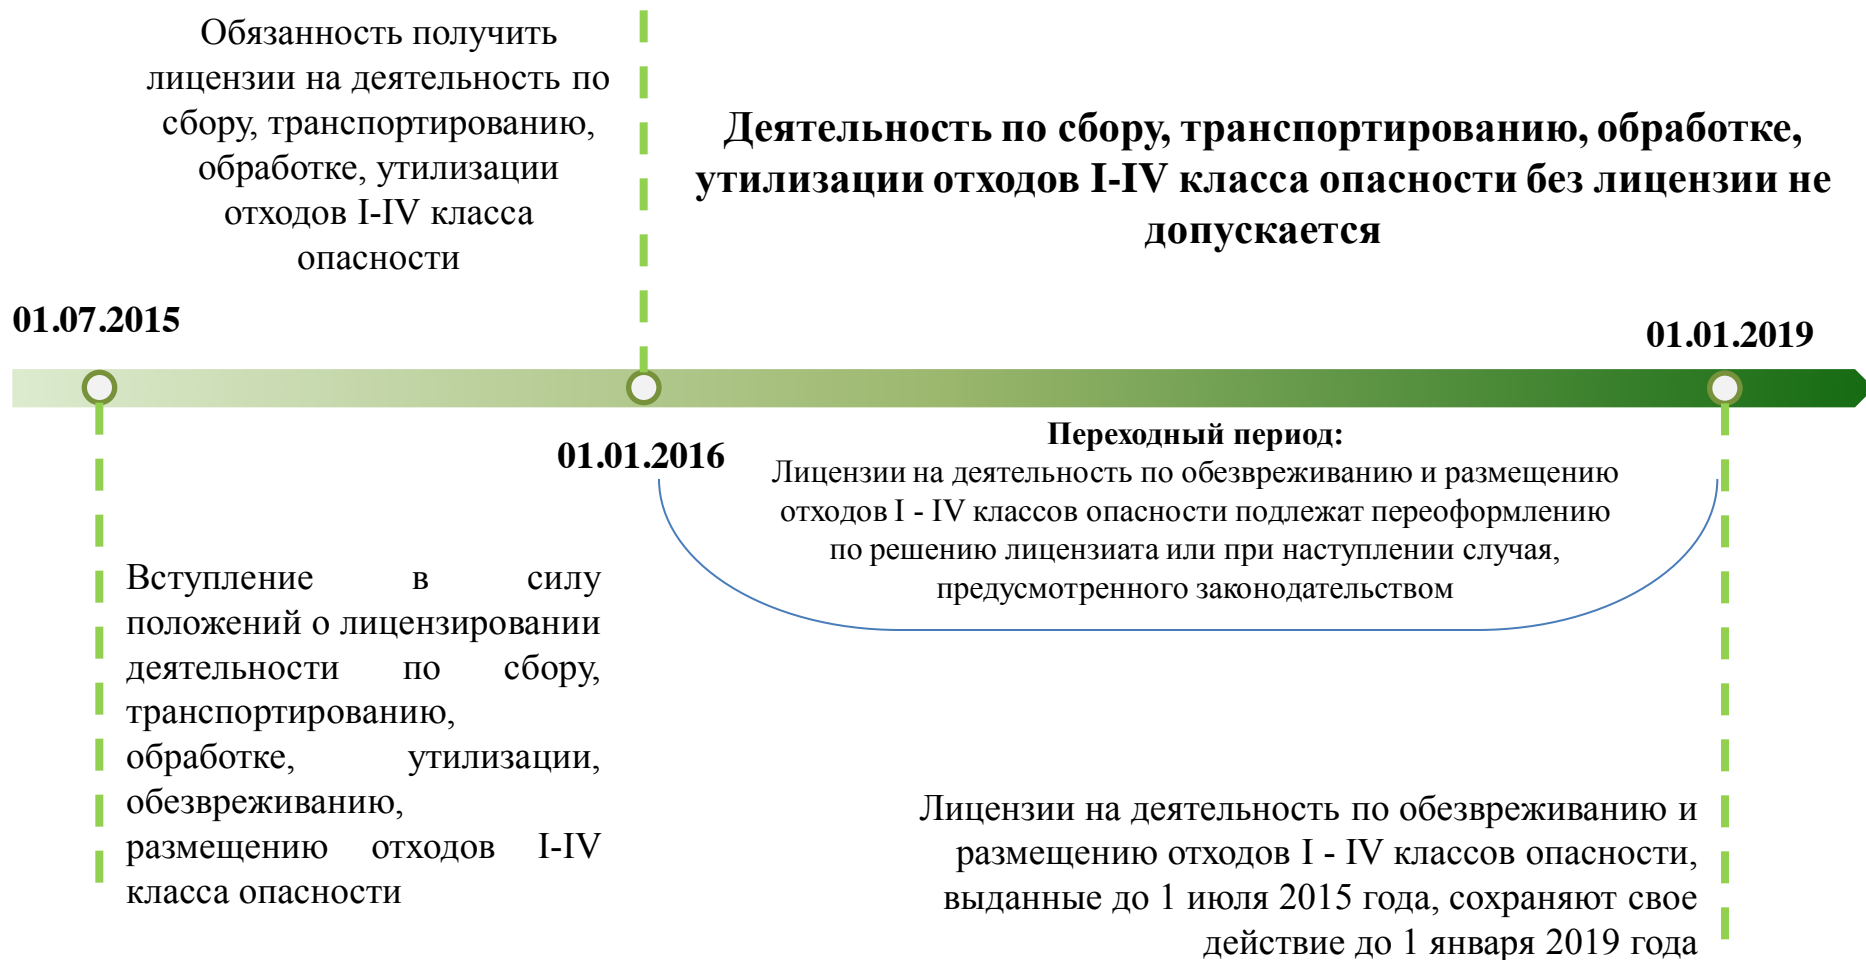 Обязанность получить
лицензии на деятельность по
сбору, транспортированию,
обработке, утилизации
отходов I-IV класса
опасности
Деятельность по сбору, транспортированию, обработке,
утилизации отходов I-IV класса опасности без лицензии не
допускается
01.07.2015
01.01.2019
01.01.2016
Переходный период:
Лицензии на деятельность по обезвреживанию и размещению
отходов I - IV классов опасности подлежат переоформлению
по решению лицензиата или при наступлении случая,
предусмотренного законодательством
Вступление в силу
положений о лицензировании
деятельности по сбору,
транспортированию,
обработке, утилизации,
обезвреживанию,
размещению отходов I-IV
класса опасности
Лицензии на деятельность по обезвреживанию и
размещению отходов I - IV классов опасности,
выданные до 1 июля 2015 года, сохраняют свое
действие до 1 января 2019 года